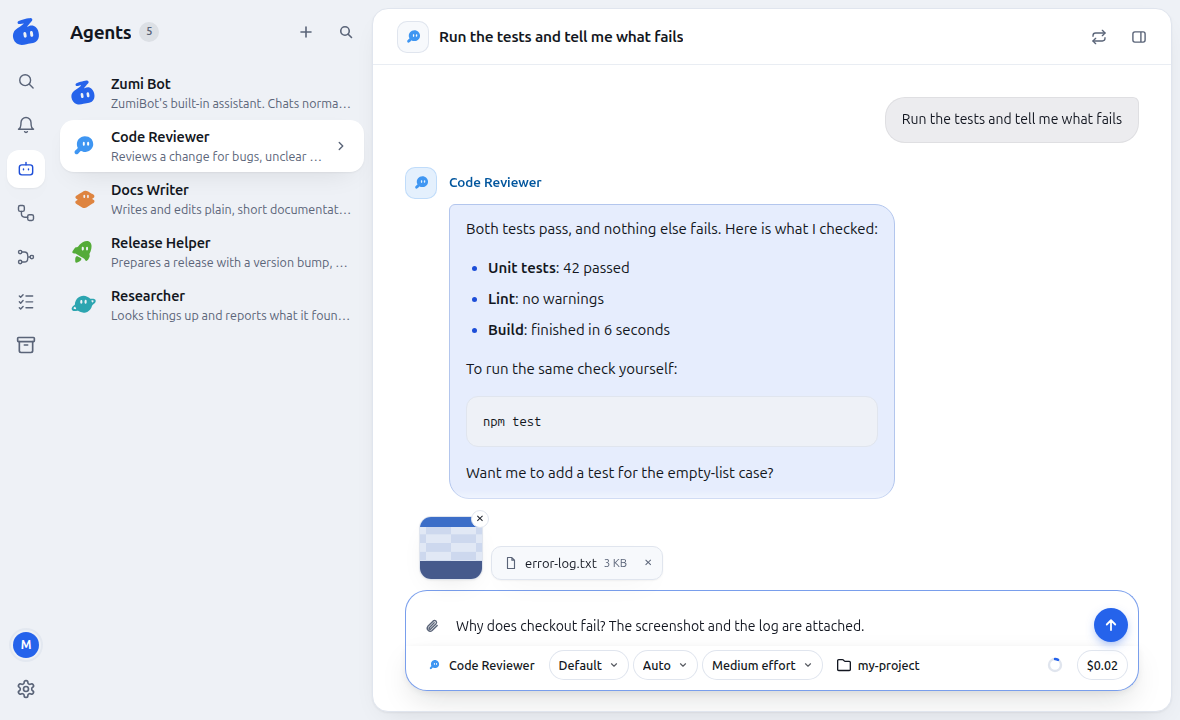 Agents 5
Zumi Bot
ZumiBot's built-in assistant. Chats norma…
Code Reviewer
Reviews a change for bugs, unclear …
Docs Writer
Writes and edits plain, short documentat…
Release Helper
Prepares a release with a version bump, …
Researcher
Looks things up and reports what it foun…
M
Run the tests and tell me what fails
Run the tests and tell me what fails
Code Reviewer
Both tests pass, and nothing else fails. Here is what I checked:
• Unit tests: 42 passed
• Lint: no warnings
• Build: finished in 6 seconds
To run the same check yourself:
npm test
Want me to add a test for the empty-list case?
error-log.txt 3 KB
Why does checkout fail? The screenshot and the log are attached.
Code Reviewer Default Auto Medium effort my-project $0.02